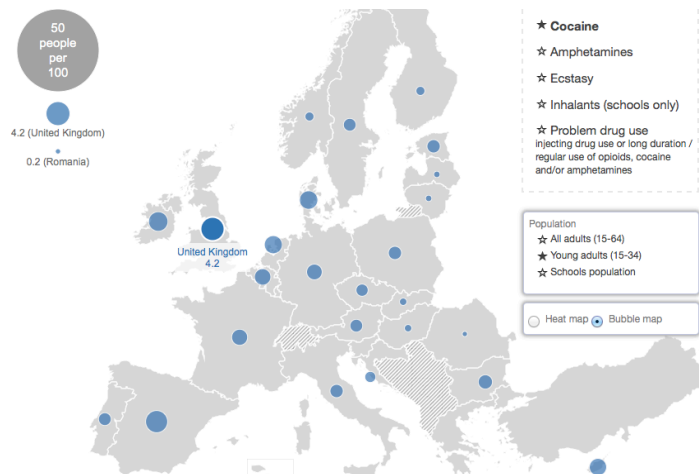 50
people
per
100
4.2 (United Kingdom)
0.2 (Romania)
United Kingdom
4.2
★ Cocaine
☆ Amphetamines
☆ Ecstasy
☆ Inhalants (schools only)
☆ Problem drug use
injecting drug use or long duration /
regular use of opioids, cocaine
and/or amphetamines
Population
☆ All adults (15-64)
★ Young adults (15-34)
☆ Schools population
Heat map Bubble map